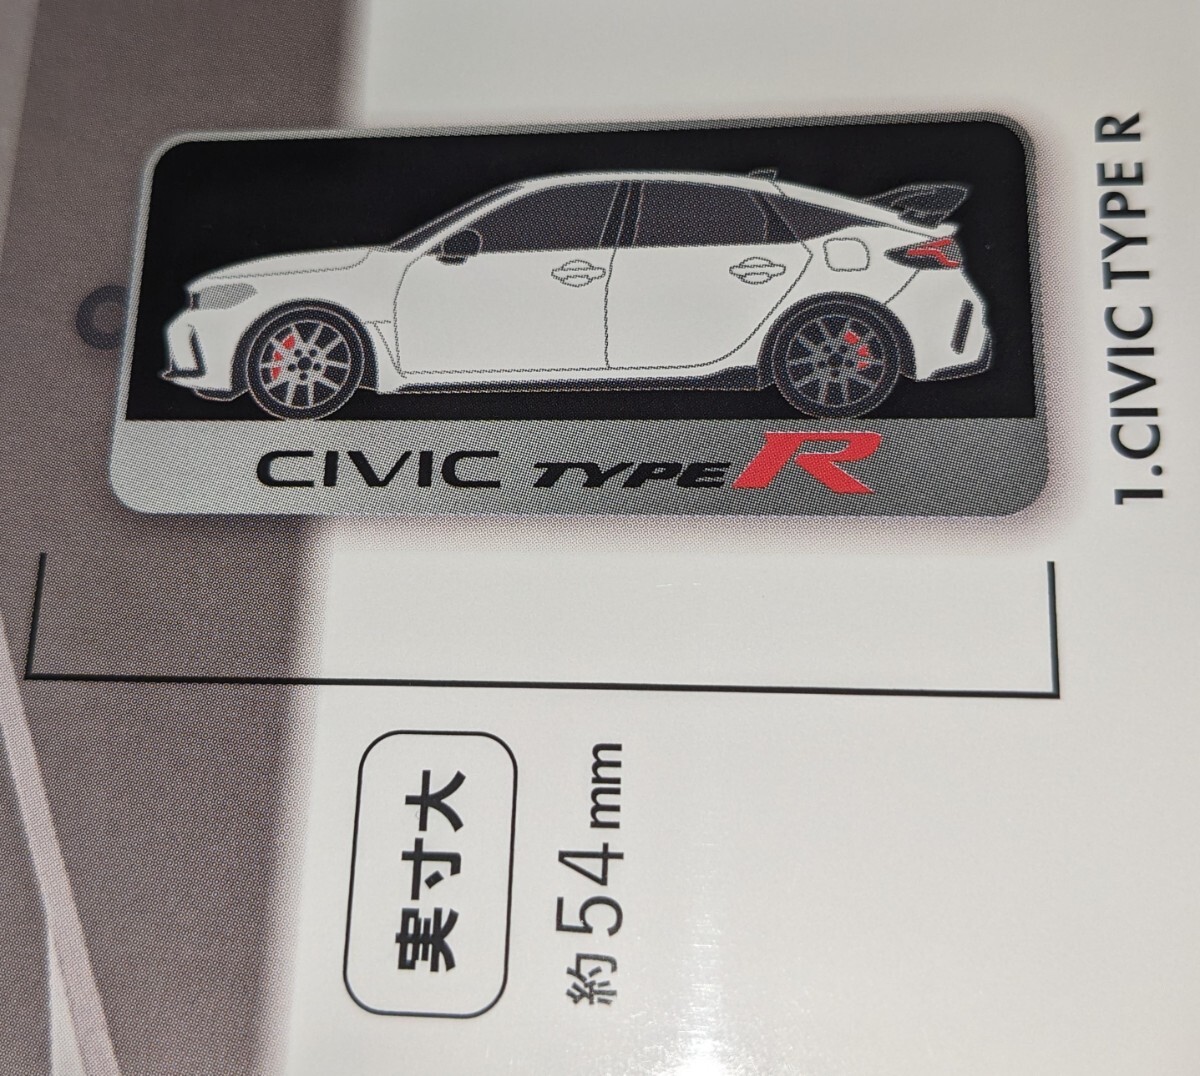 CIVIC TYPE R
1.CIVIC TYPE R
実寸大
約54mm